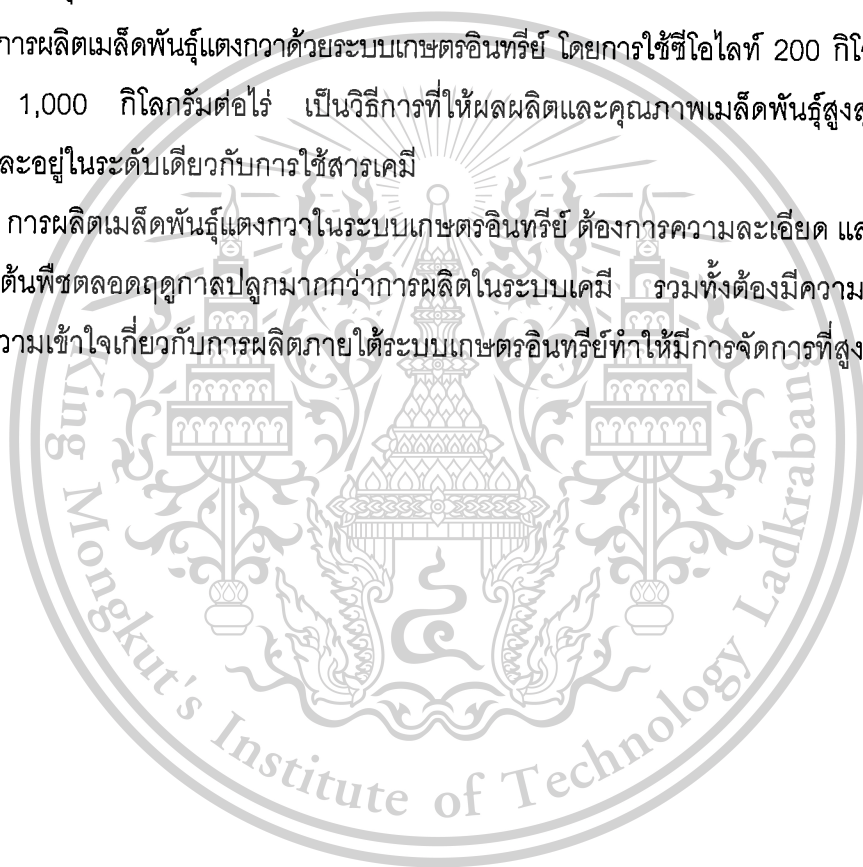 การผลิตเมล็ดพันธุ์แตงกวาด้วยระบบเกษตรอินทรีย์ โดยการใช้ซีโอไลท์ 200
1,000 กิโลกรัมต่อไร่ เป็นวิธีการที่ให้ผลผลิตและคุณภาพเมล็ดพันธุ์
ละอยู่ในระดับเดียวกับการใช้สารเคมี
การผลิตเมล็ดพันธุ์แตงกวาในระบบเกษตรอินทรีย์ ต้องการความละเอียด
ต้นพืชตลอดฤดูกาลปลูกมากกว่าการผลิตในระบบเคมี รวมทั้งต้องมีความ
วามเข้าใจเกี่ยวกับการผลิตภายใต้ระบบเกษตรอินทรีย์ทำให้มีการจัดการที่สูง
King Mongkut's Institute of Technology Ladkrabang